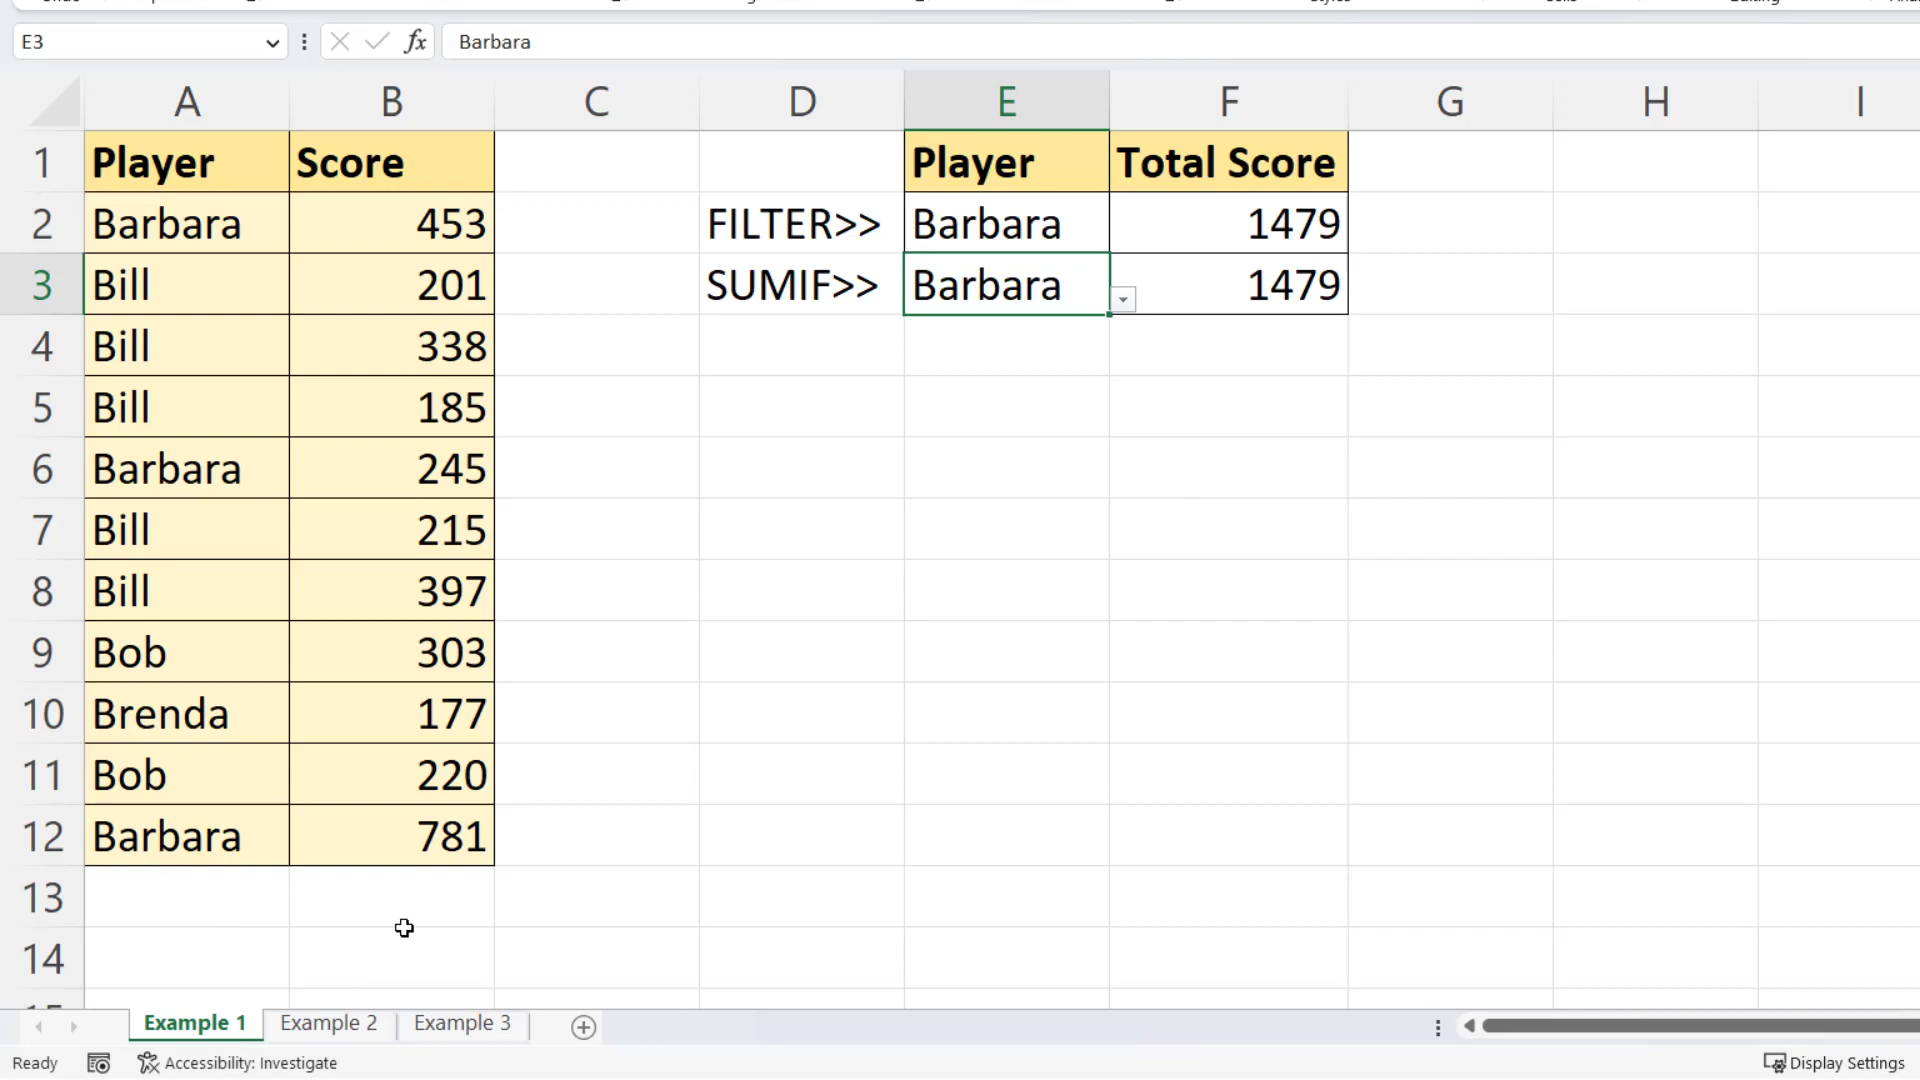 E3 fx Barbara
A B C D E F G H I
1 Player Score Player Total Score
2 Barbara 453 FILTER>> Barbara 1479
3 Bill 201 SUMIF>> Barbara 1479
4 Bill 338
5 Bill 185
6 Barbara 245
7 Bill 215
8 Bill 397
9 Bob 303
10 Brenda 177
11 Bob 220
12 Barbara 781
13
14
Example 1 Example 2 Example 3
Ready Accessibility: Investigate Display Settings